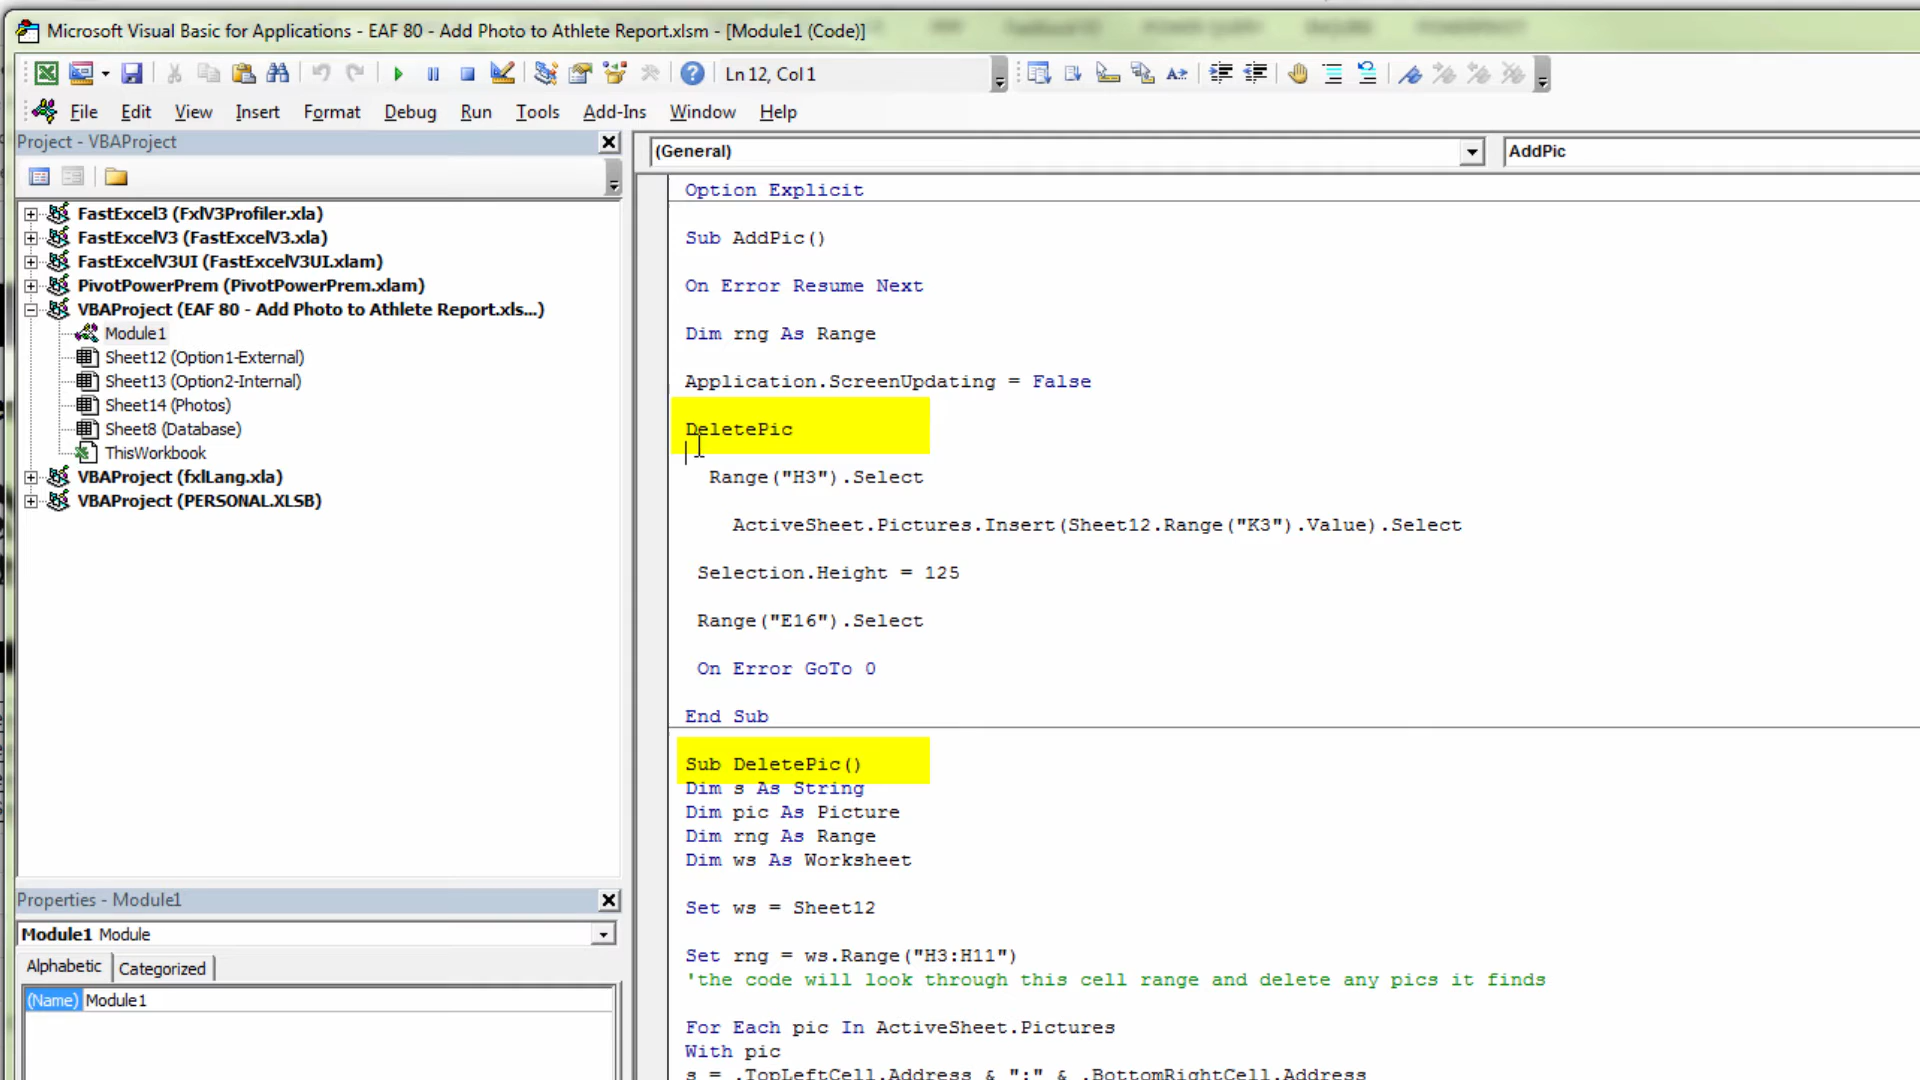 Microsoft Visual Basic for Applications - EAF 80 - Add Photo to Athlete Report.xlsm - [Module1 (Code)]
Ln 12, Col 1
File Edit View Insert Format Debug Run Tools Add-Ins Window Help
Project - VBAProject
(General)
AddPic
FastExcel3 (FxlV3Profiler.xla)
FastExcelV3 (FastExcelV3.xla)
FastExcelV3UI (FastExcelV3UI.xlam)
PivotPowerPrem (PivotPowerPrem.xlam)
VBAProject (EAF 80 - Add Photo to Athlete Report.xls...)
Module1
Sheet12 (Option1-External)
Sheet13 (Option2-Internal)
Sheet14 (Photos)
Sheet8 (Database)
ThisWorkbook
VBAProject (fxlLang.xla)
VBAProject (PERSONAL.XLSB)
Properties - Module1
Module1 Module
Alphabetic Categorized
(Name) Module1
Option Explicit
Sub AddPic()
On Error Resume Next
Dim rng As Range
Application.ScreenUpdating = False
DeletePic
Range("H3").Select
ActiveSheet.Pictures.Insert(Sheet12.Range("K3").Value).Select
Selection.Height = 125
Range("E16").Select
On Error GoTo 0
End Sub
Sub DeletePic()
Dim s As String
Dim pic As Picture
Dim rng As Range
Dim ws As Worksheet
Set ws = Sheet12
Set rng = ws.Range("H3:H11")
'the code will look through this cell range and delete any pics it finds
For Each pic In ActiveSheet.Pictures
With pic
s = .TopLeftCell.Address & ":" & .BottomRightCell.Address